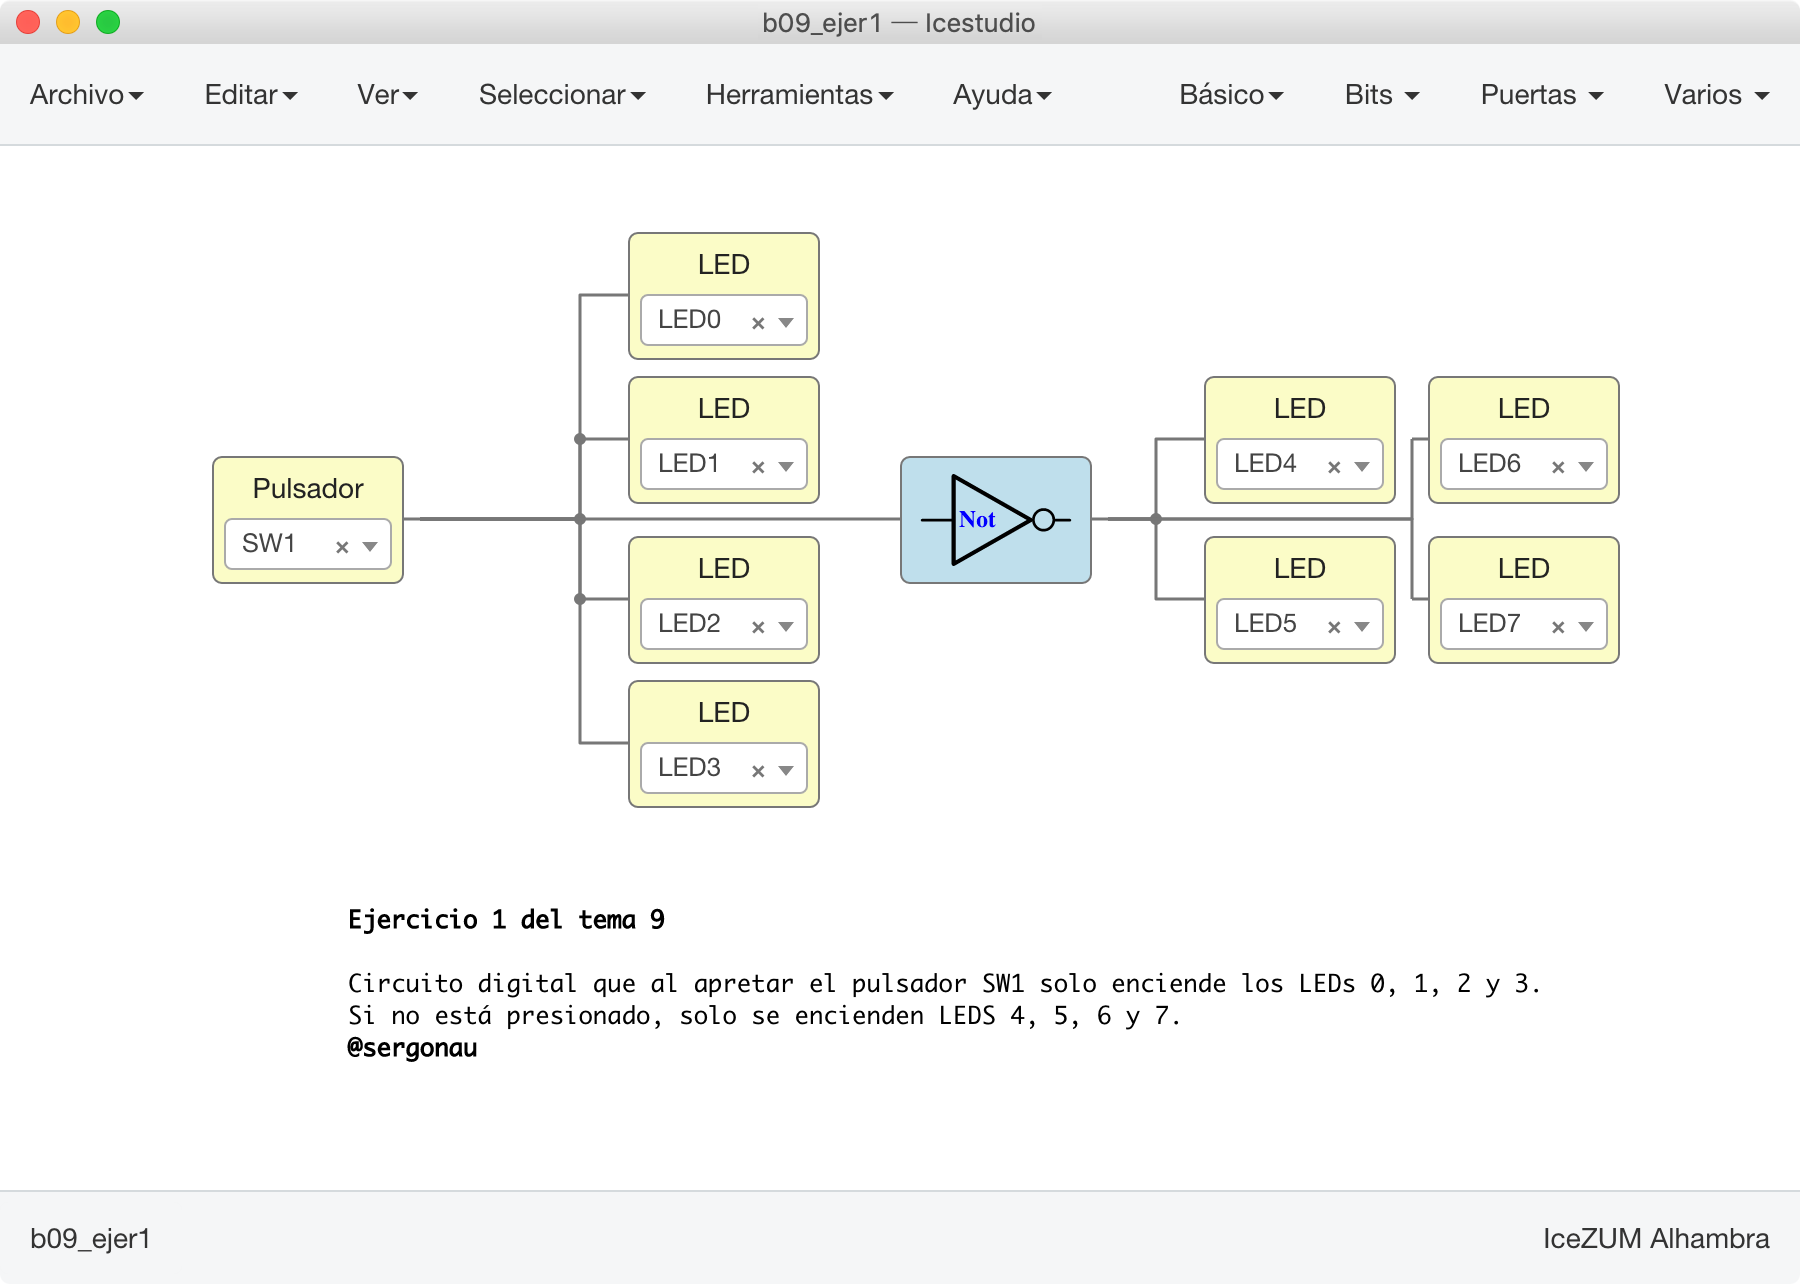 b09_ejer1 — Icestudio
Archivo Editar Ver Seleccionar Herramientas Ayuda Básico Bits Puertas Varios
LED
LED0
LED
LED1
Pulsador
SW1
Not
LED
LED4
LED
LED6
LED
LED2
LED
LED5
LED
LED7
LED
LED3
Ejercicio 1 del tema 9
Circuito digital que al apretar el pulsador SW1 solo enciende los LEDs 0, 1, 2 y 3.
Si no está presionado, solo se encienden LEDS 4, 5, 6 y 7.
@sergonau
b09_ejer1 IceZUM Alhambra